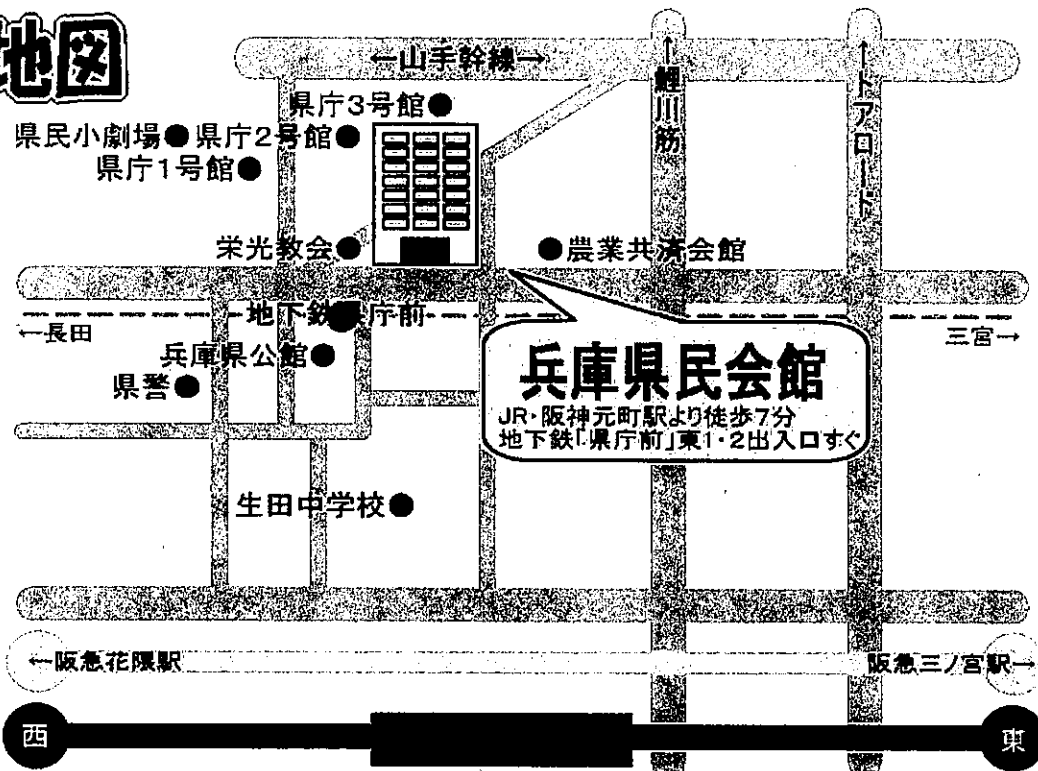 地図
←山手幹線→
↑鯉川筋
↑トアロード↓
県庁3号館●
県民小劇場●県庁2号館●
県庁1号館●
栄光教会●
●農業共済会館
地下鉄県庁前
←長田
三宮→
兵庫県公館●
県警●
兵庫県民会館
JR・阪神元町駅より徒歩7分
地下鉄「県庁前」東1・2出入口すぐ
生田中学校●
←阪急花隈駅
阪急三ノ宮駅→
西
東